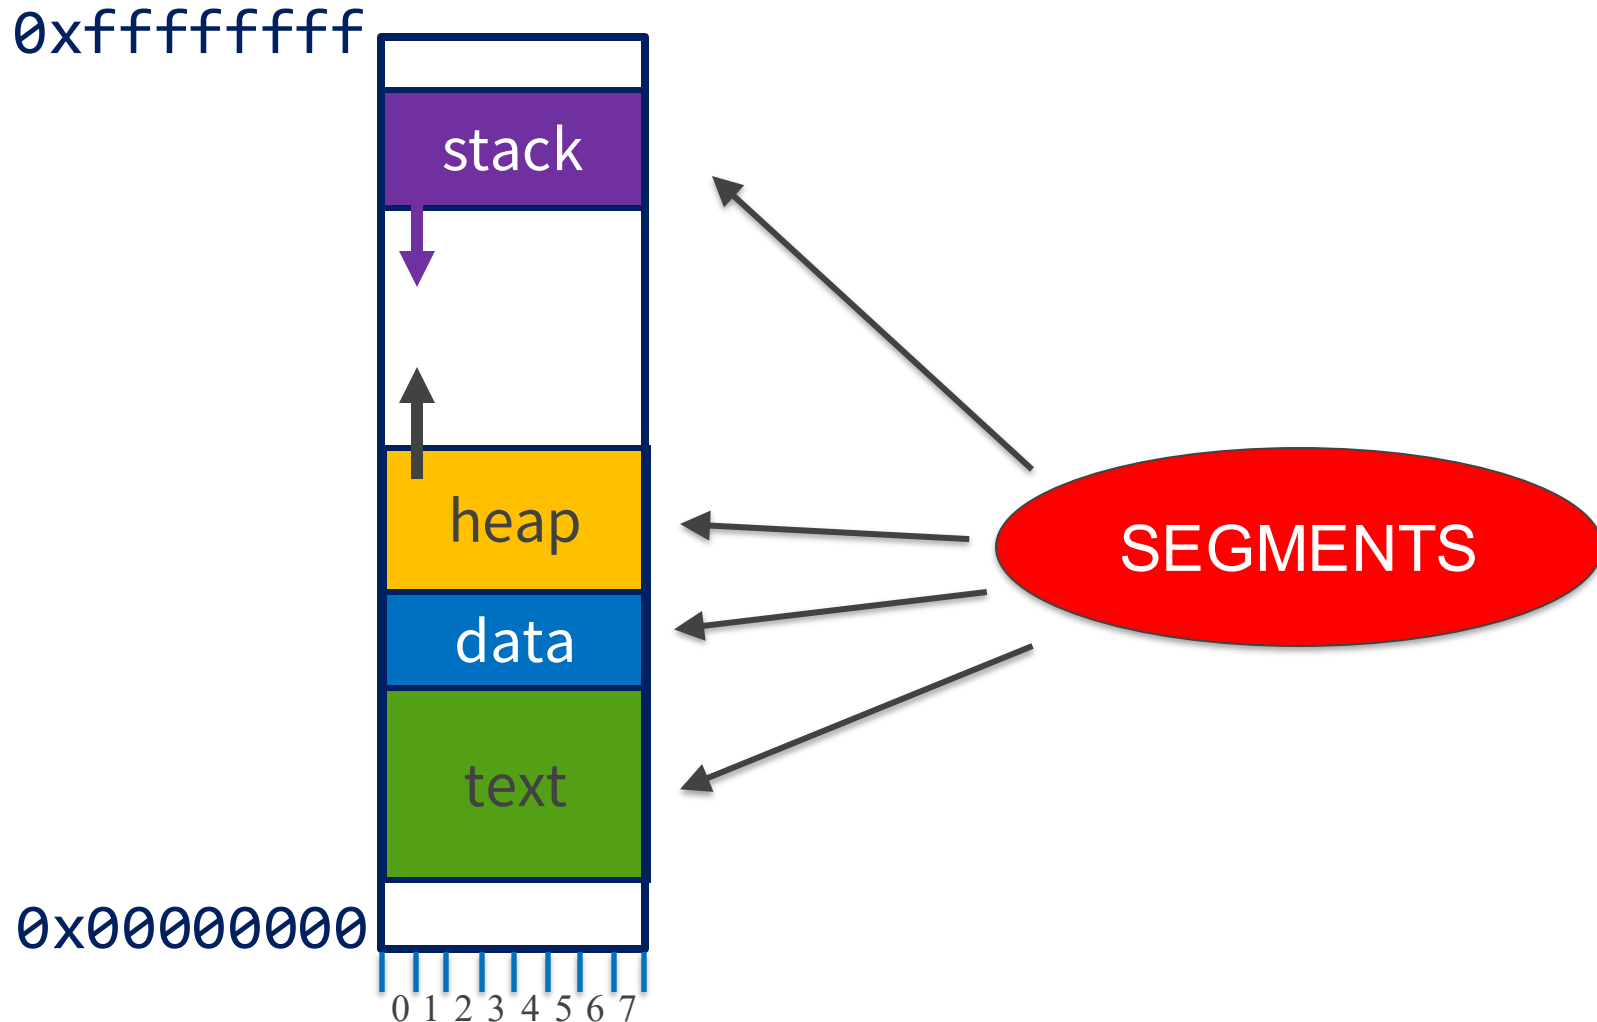 0xffffffff
stack
heap
SEGMENTS
data
text
0x00000000
0 1 2 3 4 5 6 7